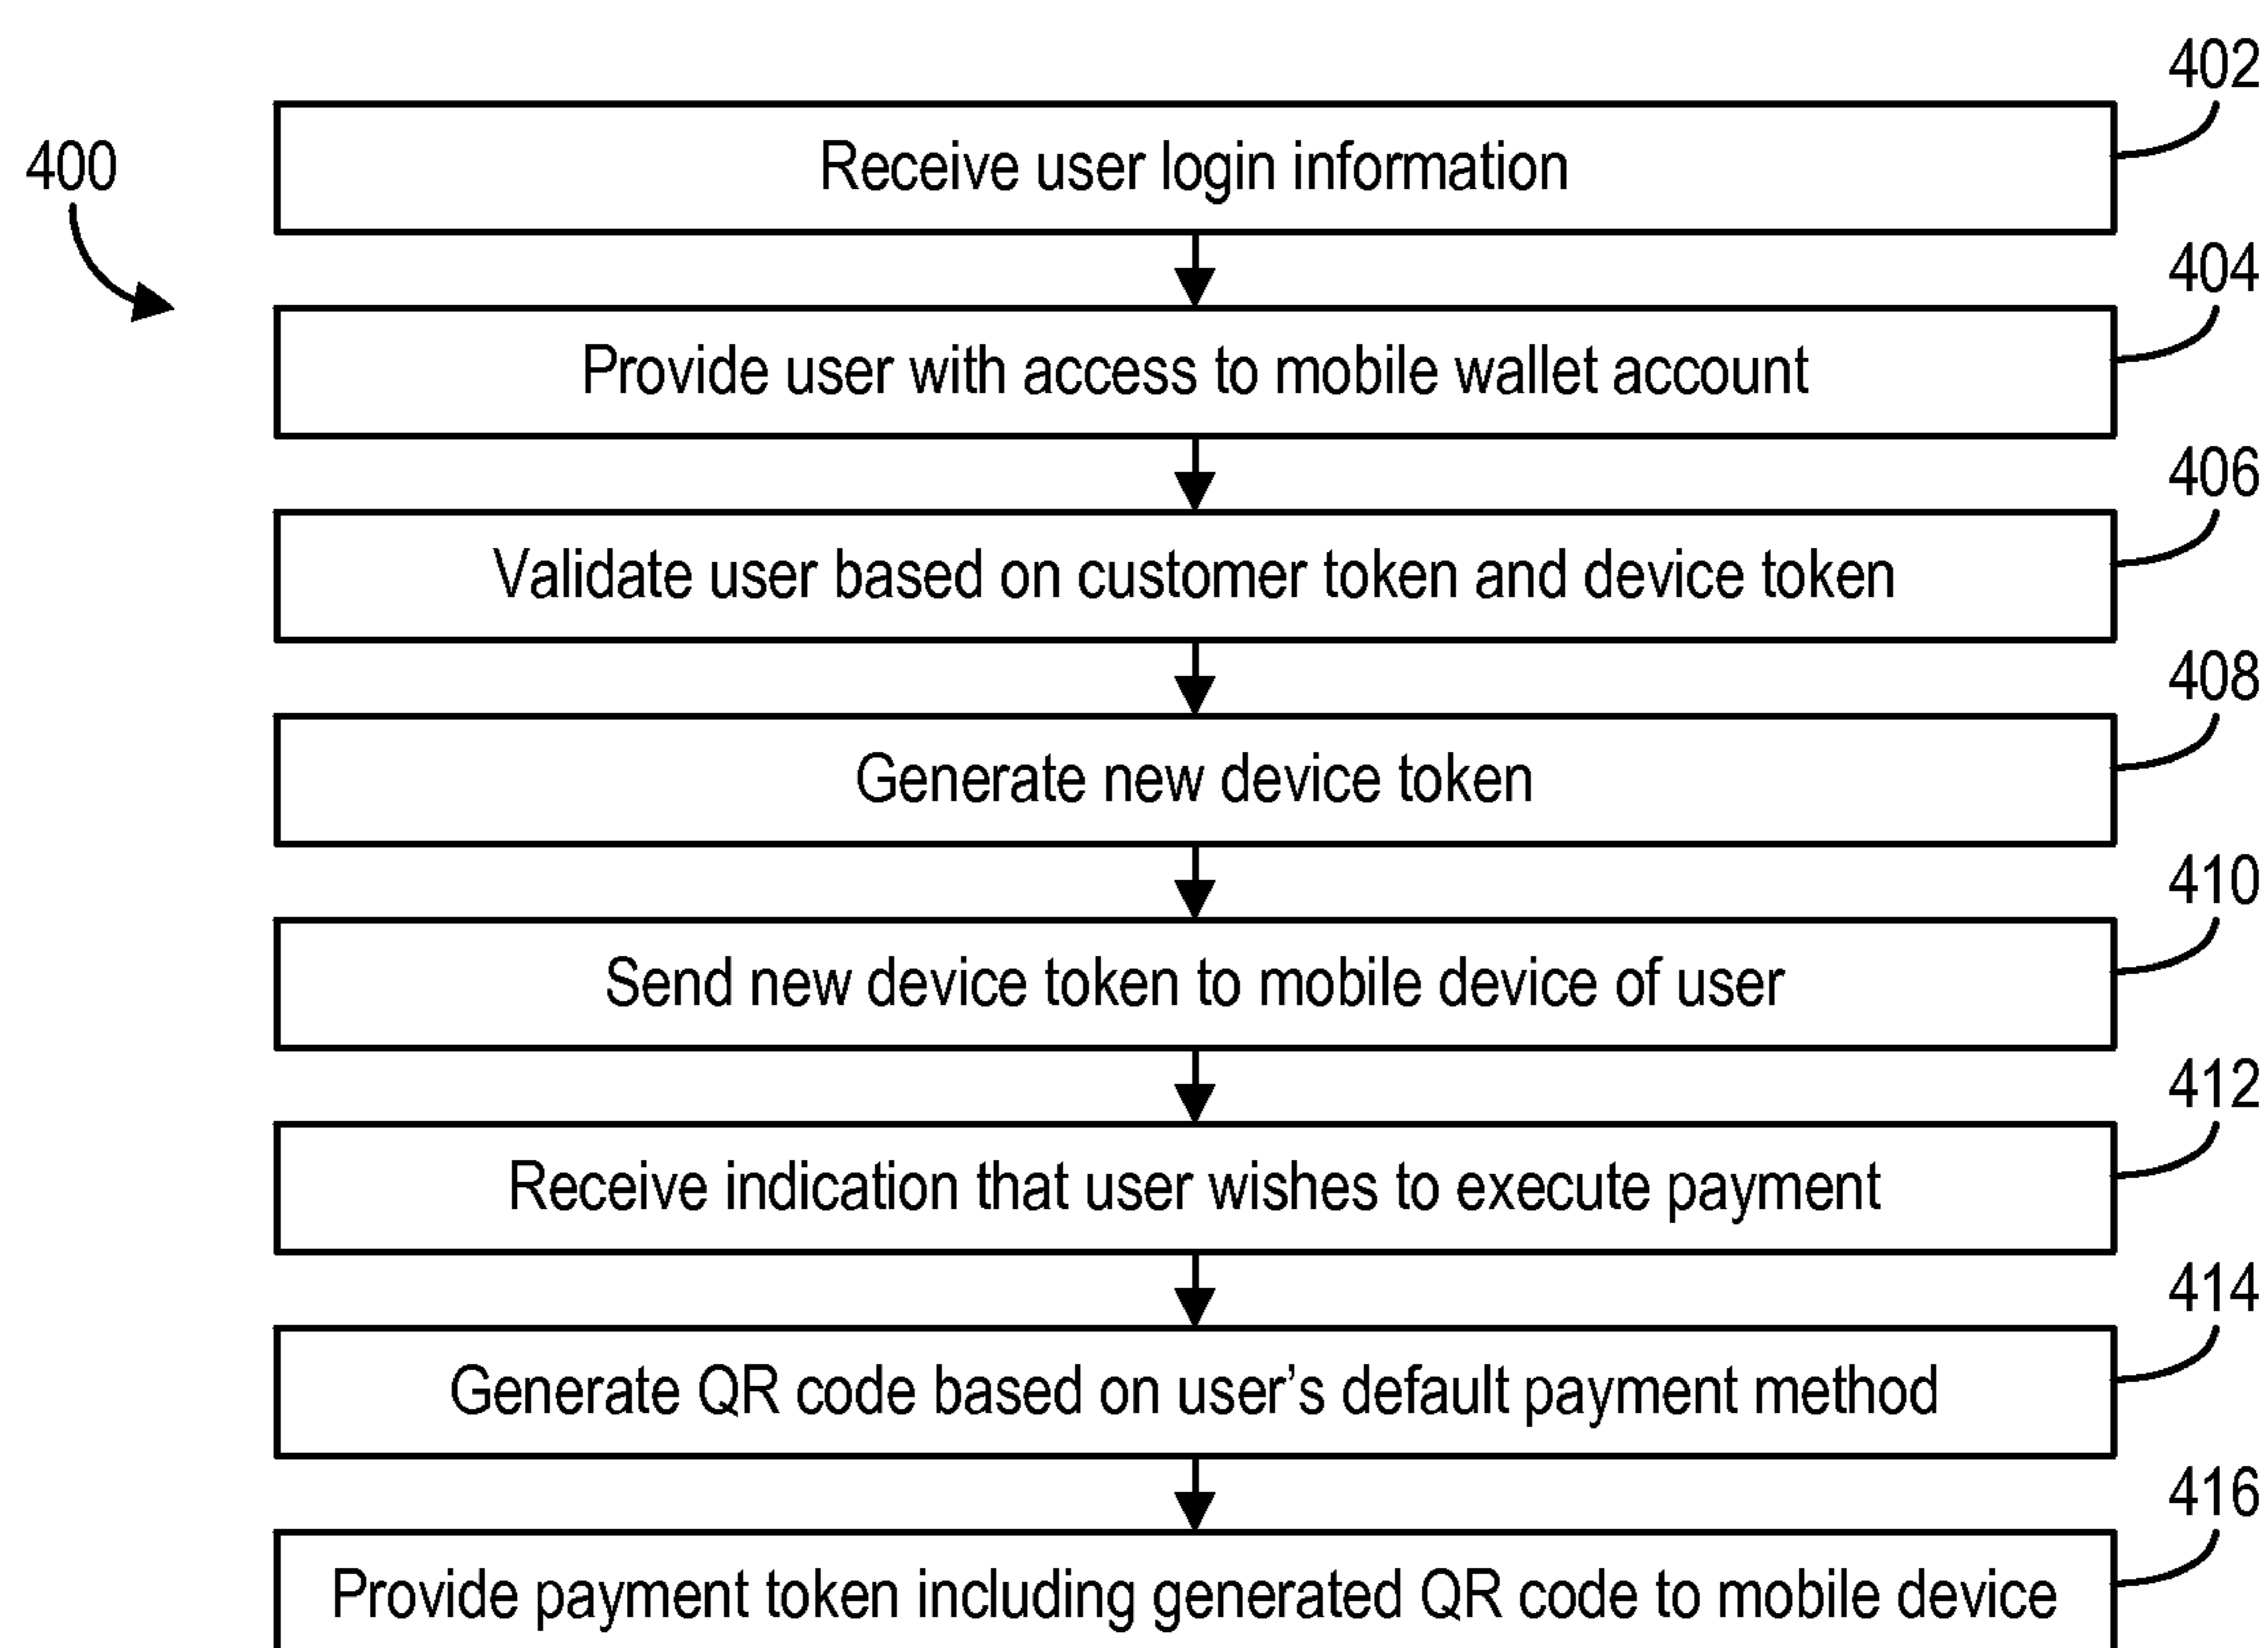 402
Receive user login information
400
404
Provide user with access to mobile wallet account
406
Validate user based on customer token and device token
408
Generate new device token
410
Send new device token to mobile device of user
412
Receive indication that user wishes to execute payment
414
Generate QR code based on user's default payment method
416
Provide payment token including generated QR code to mobile device